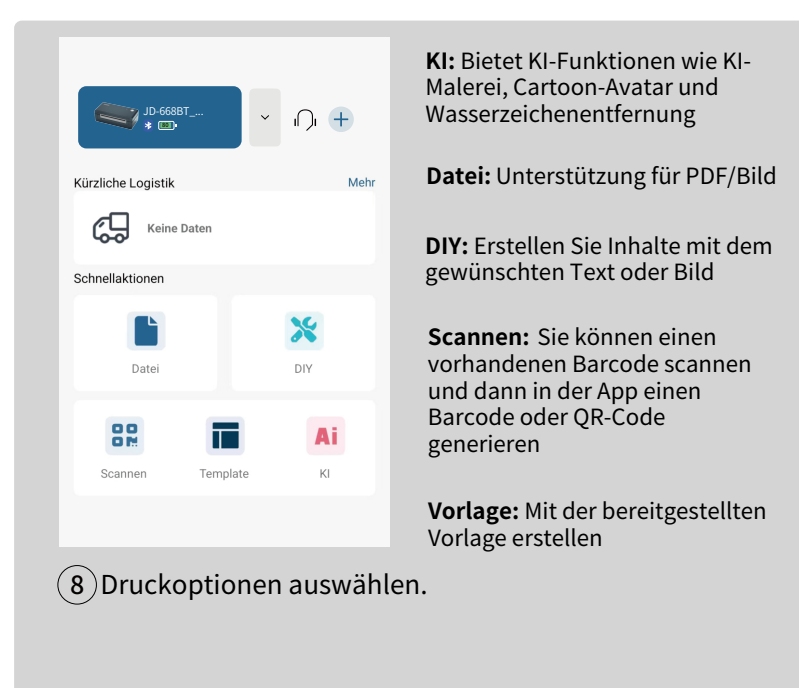 JD-668BT_...
Kürzliche Logistik
Mehr
Keine Daten
Schnellaktionen
Datei
DIY
Ai
Scannen
Template
KI
KI: Bietet KI-Funktionen wie KI-
Malerei, Cartoon-Avatar und
Wasserzeichenentfernung
Datei: Unterstützung für PDF/Bild
DIY: Erstellen Sie Inhalte mit dem
gewünschten Text oder Bild
Scannen: Sie können einen
vorhandenen Barcode scannen
und dann in der App einen
Barcode oder QR-Code
generieren
Vorlage: Mit der bereitgestellten
Vorlage erstellen
8 Druckoptionen auswählen.